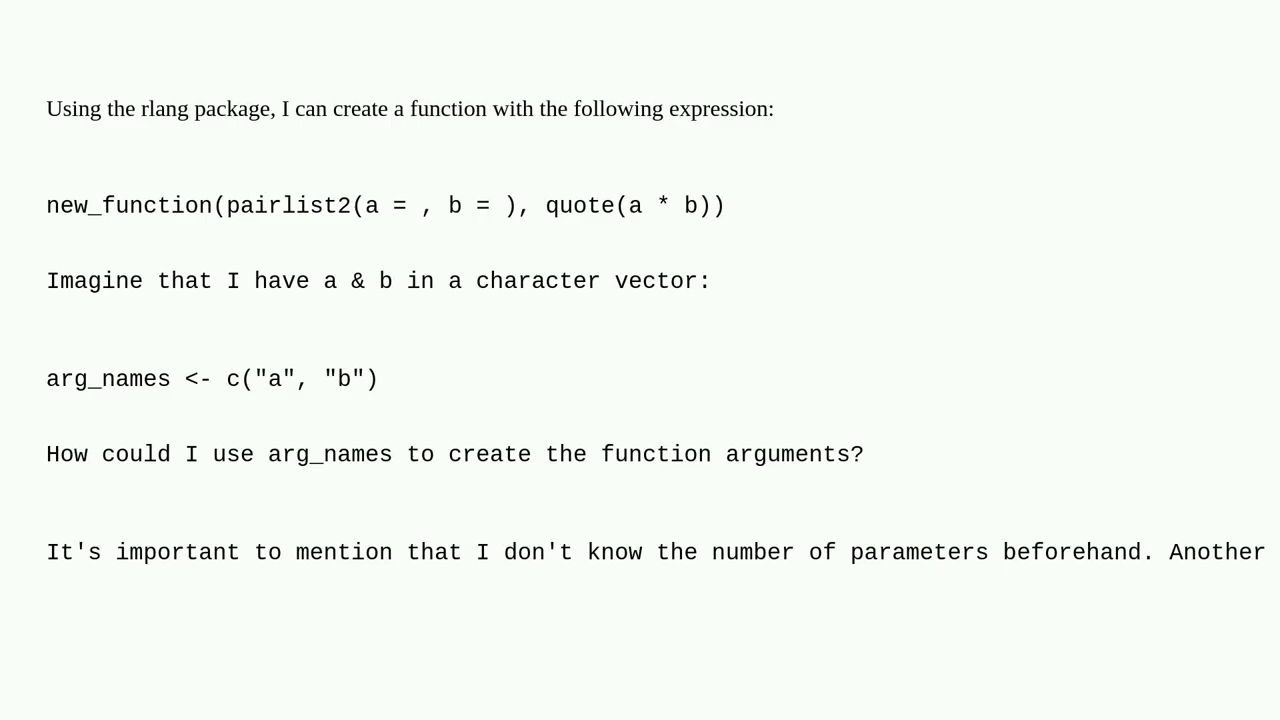 Using the rlang package, I can create a function with the following expression:
new_function(pairlist2(a = , b = ), quote(a * b))
Imagine that I have a & b in a character vector:
arg_names <- c("a", "b")
How could I use arg_names to create the function arguments?
It's important to mention that I don't know the number of parameters beforehand. Another